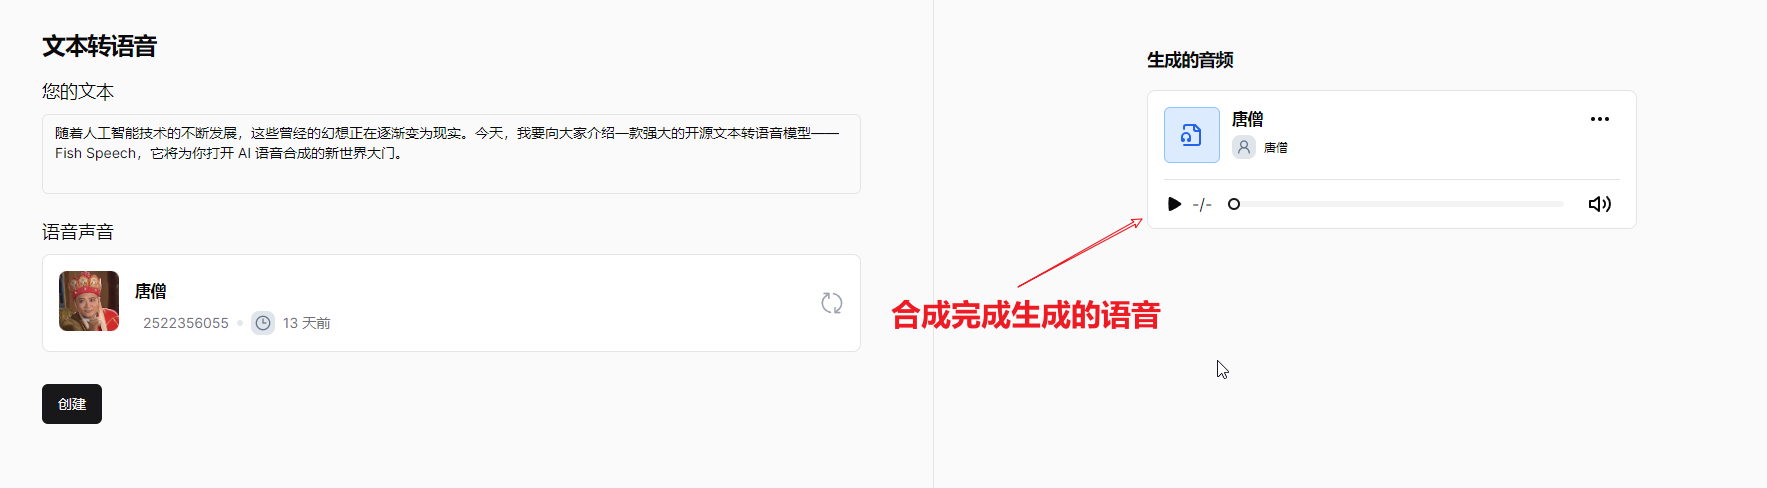 文本转语音
您的文本
随着人工智能技术的不断发展，这些曾经的幻想正在逐渐变为现实。今天，我要向大家介绍一款强大的开源文本转语音模型——
Fish Speech，它将为你打开 AI 语音合成的新世界大门。
语音声音
唐僧
2522356055 • 13 天前
创建
生成的音频
唐僧
唐僧
-/-
合成完成生成的语音